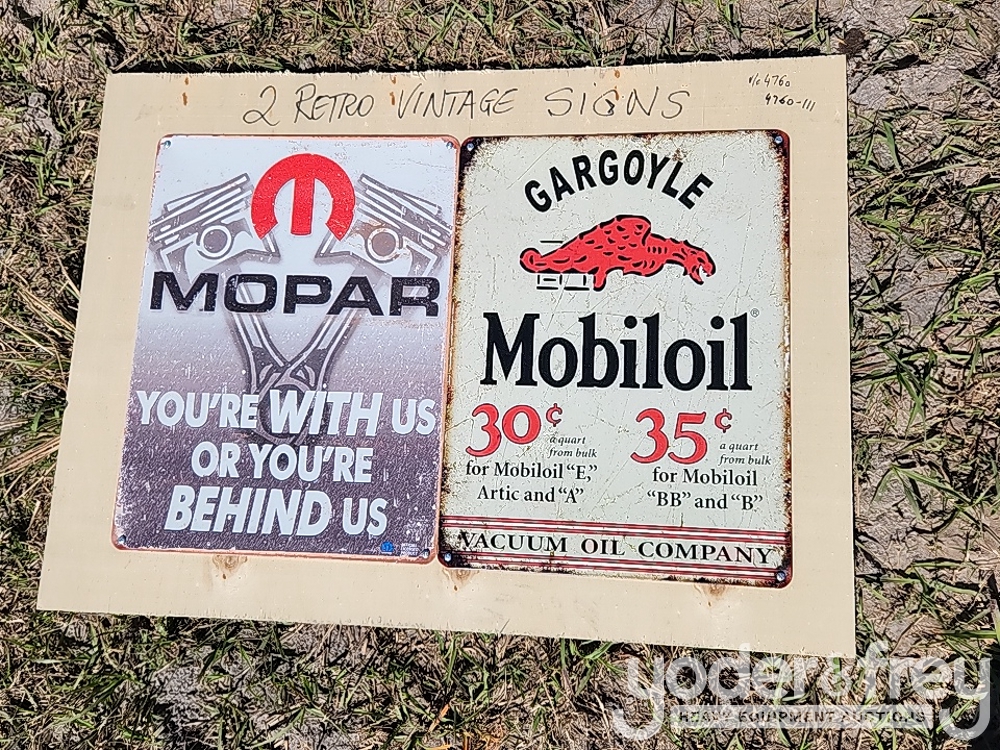 2 RETRO VINTAGE SIGNS
4760
4760-111
MOPAR
YOU'RE WITH US
OR YOU'RE
BEHIND US
GARGOYLE
Mobiloil®
30¢ a quart
from bulk
for Mobiloil "E,"
Artic and "A"
35¢ a quart
from bulk
for Mobiloil
"BB" and "B."
VACUUM OIL COMPANY
yoder & frey
HEAVY EQUIPMENT AUCTIONS